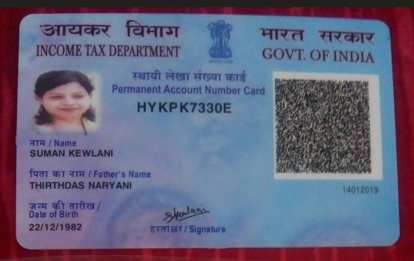 आयकर विभाग
INCOME TAX DEPARTMENT
भारत सरकार
GOVT. OF INDIA
स्थायी लेखा संख्या कार्ड
Permanent Account Number Card
HYKPK7330E
नाम / Name
SUMAN KEWLANI
पिता का नाम / Father's Name
THIRTHDAS NARYANI
जन्म की तारीख /
Date of Birth
22/12/1982
हस्ताक्षर / Signature
14012019